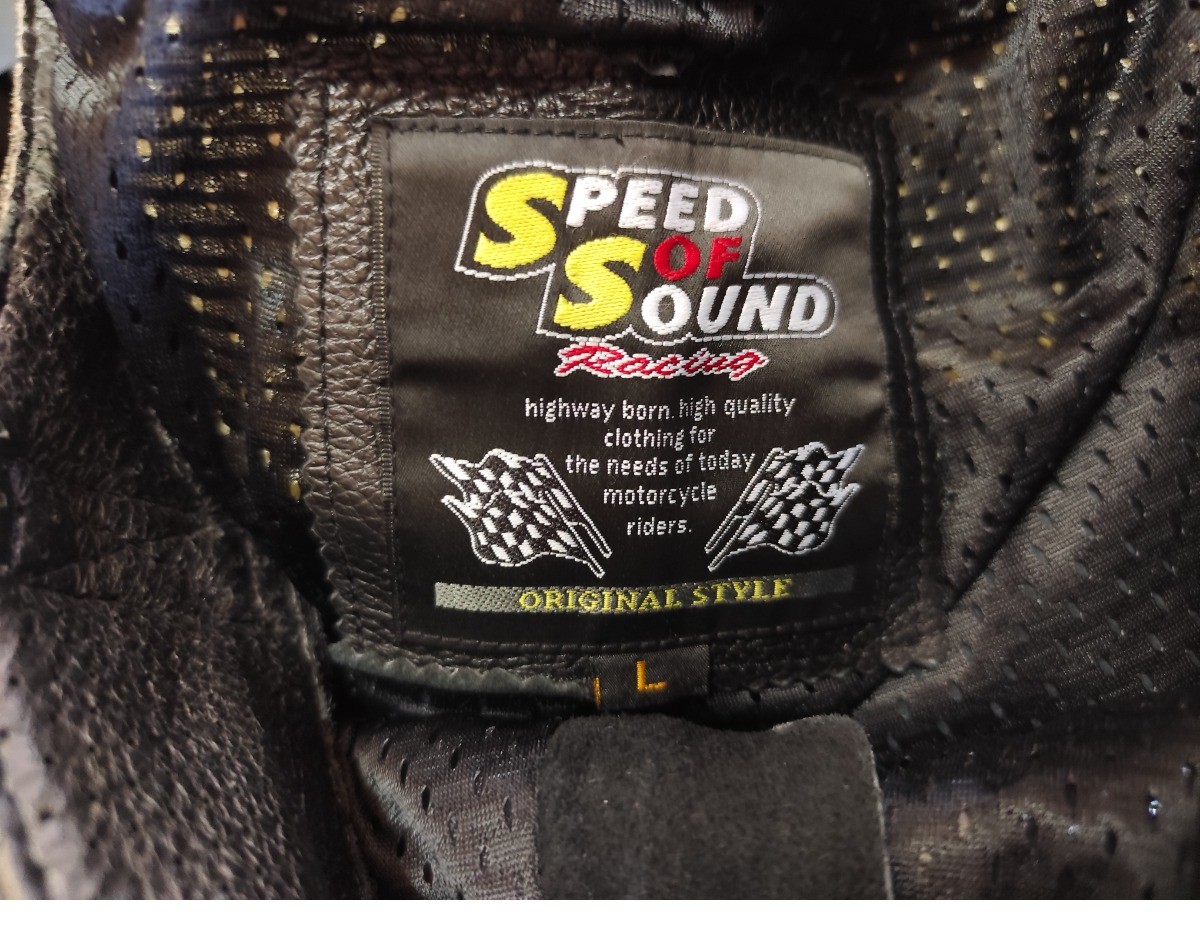 SPEED
OF
SOUND
Racing
highway born. high quality
clothing for
the needs of today
motorcycle
riders.
ORIGINAL STYLE
L